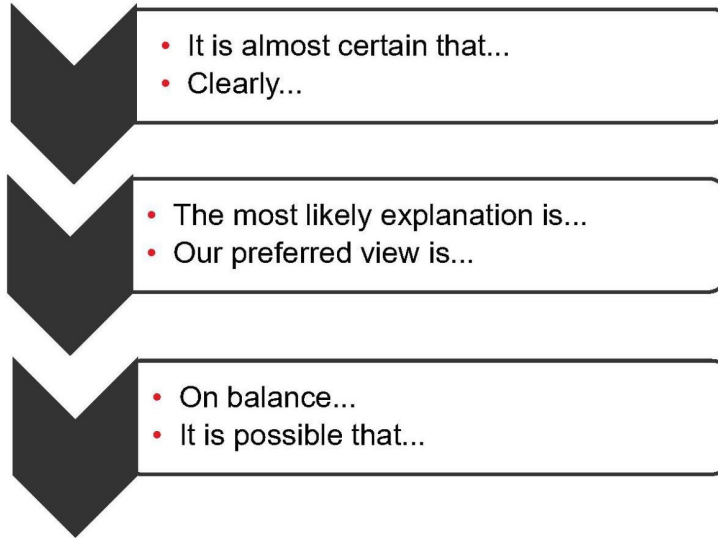 • It is almost certain that...
• Clearly...
• The most likely explanation is...
• Our preferred view is...
• On balance...
• It is possible that...